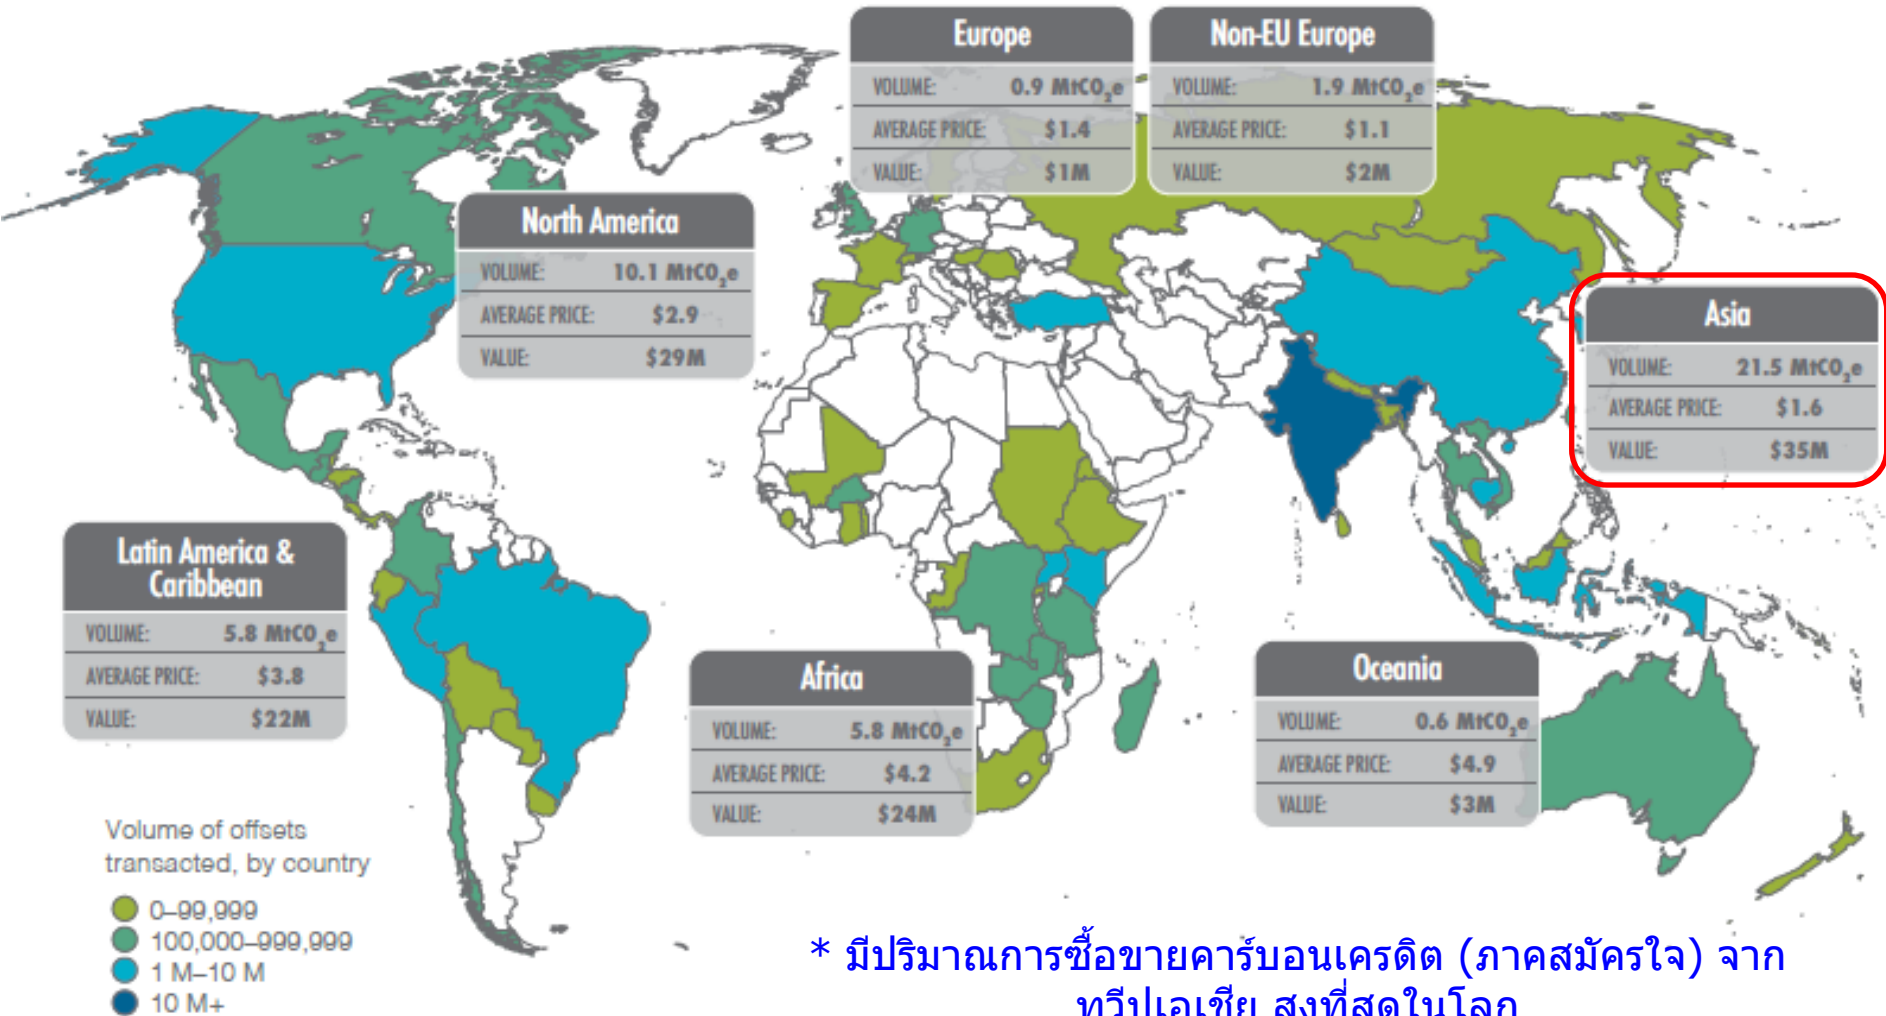 Europe
VOLUME: 0.9 MtCO₂e
AVERAGE PRICE: $1.4
VALUE: $1M
Non-EU Europe
VOLUME: 1.9 MtCO₂e
AVERAGE PRICE: $1.1
VALUE: $2M
North America
VOLUME: 10.1 MtCO₂e
AVERAGE PRICE: $2.9
VALUE: $29M
Asia
VOLUME: 21.5 MtCO₂e
AVERAGE PRICE: $1.6
VALUE: $35M
Latin America &
Caribbean
VOLUME: 5.8 MtCO₂e
AVERAGE PRICE: $3.8
VALUE: $22M
Africa
VOLUME: 5.8 MtCO₂e
AVERAGE PRICE: $4.2
VALUE: $24M
Oceania
VOLUME: 0.6 MtCO₂e
AVERAGE PRICE: $4.9
VALUE: $3M
Volume of offsets
transacted, by country
0–99,999
100,000–999,999
1 M–10 M
10 M+
* มีปริมาณการซื้อขายคาร์บอนเครดิต (ภาคสมัครใจ) จาก
ทวีปเอเชีย สูงที่สุดในโลก